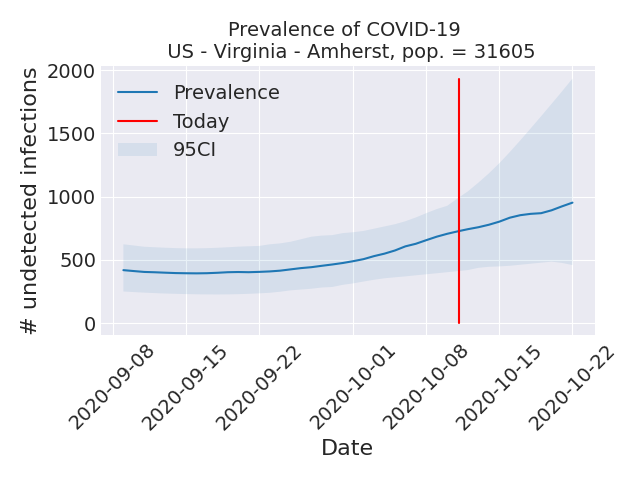 Prevalence of COVID-19
US - Virginia - Amherst, pop. = 31605
# undetected infections
2000
1500
1000
500
0
Prevalence
Today
95CI
2020-09-08
2020-09-15
2020-09-22
2020-10-01
2020-10-08
2020-10-15
2020-10-22
Date